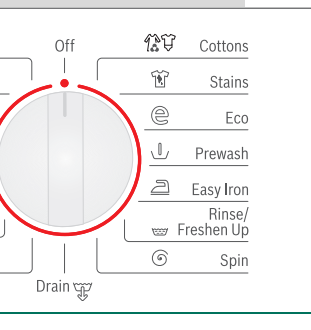 Off
Cottons
Stains
Eco
Prewash
Easy Iron
Rinse/
Freshen Up
Spin
Drain